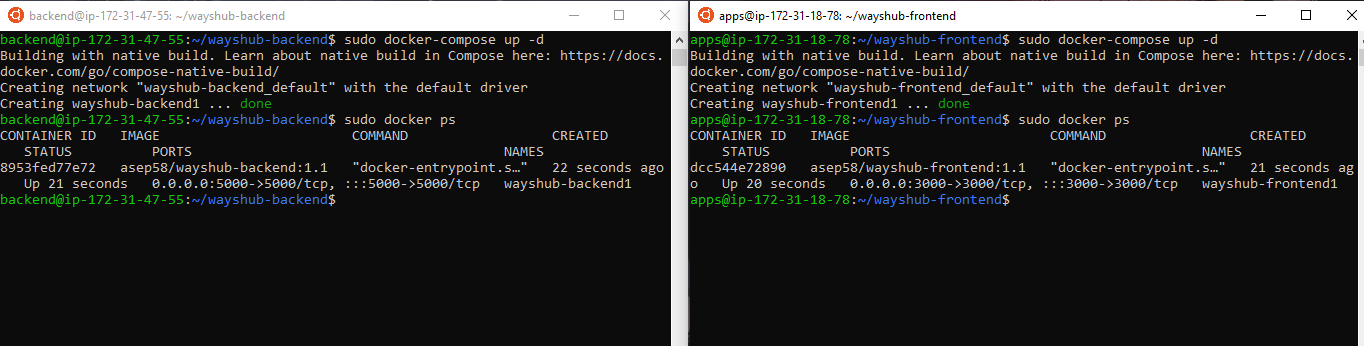 backend@ip-172-31-47-55: ~/wayshub-backend
backend@ip-172-31-47-55:~/wayshub-backend$ sudo docker-compose up -d
Building with native build. Learn about native build in Compose here: https://docs.
docker.com/go/compose-native-build/
Creating network "wayshub-backend_default" with the default driver
Creating wayshub-backend1 ... done
backend@ip-172-31-47-55:~/wayshub-backend$ sudo docker ps
CONTAINER ID   IMAGE                        COMMAND                  CREATED
   STATUS          PORTS                                       NAMES
8953fed77e72   asep58/wayshub-backend:1.1   "docker-entrypoint.s…"   22 seconds ago
   Up 21 seconds   0.0.0.0:5000->5000/tcp, :::5000->5000/tcp   wayshub-backend1
backend@ip-172-31-47-55:~/wayshub-backend$
apps@ip-172-31-18-78: ~/wayshub-frontend
apps@ip-172-31-18-78:~/wayshub-frontend$ sudo docker-compose up -d
Building with native build. Learn about native build in Compose here: https://docs.
docker.com/go/compose-native-build/
Creating network "wayshub-frontend_default" with the default driver
Creating wayshub-frontend1 ... done
apps@ip-172-31-18-78:~/wayshub-frontend$ sudo docker ps
CONTAINER ID   IMAGE                         COMMAND                  CREATED
    STATUS          PORTS                                       NAMES
dcc544e72890   asep58/wayshub-frontend:1.1   "docker-entrypoint.s…"   21 seconds ag
o   Up 20 seconds   0.0.0.0:3000->3000/tcp, :::3000->3000/tcp   wayshub-frontend1
apps@ip-172-31-18-78:~/wayshub-frontend$